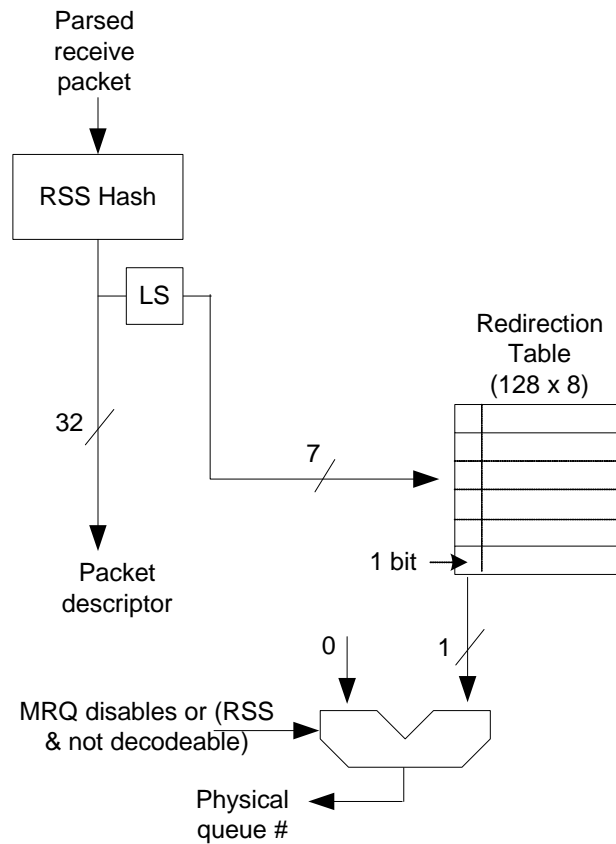 Parsed
receive
packet
RSS Hash
LS
Redirection
Table
(128 x 8)
32
7
Packet
descriptor
1 bit
0
1
MRQ disables or (RSS
& not decodeable)
Physical
queue #